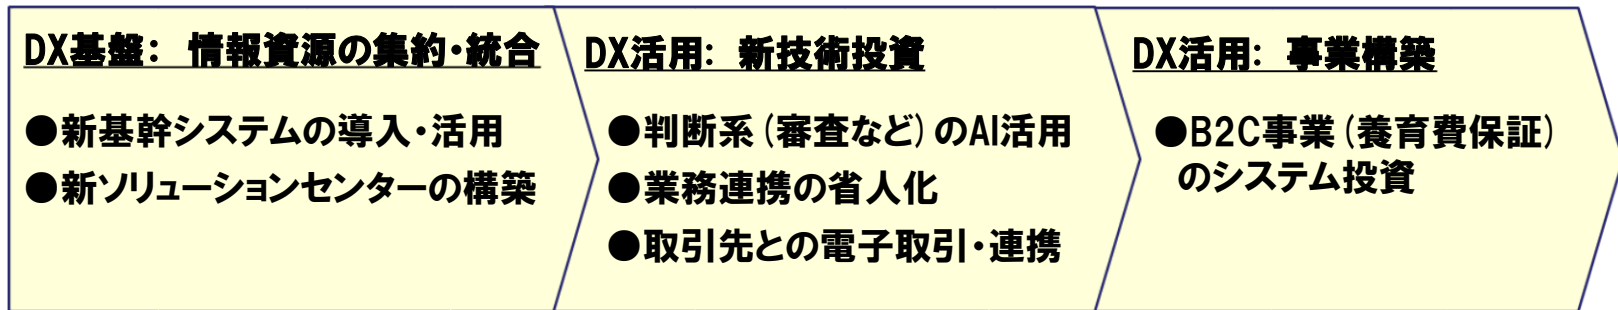 DX基盤： 情報資源の集約・統合
●新基幹システムの導入・活用
●新ソリューションセンターの構築
DX活用： 新技術投資
●判断系（審査など）のAI活用
●業務連携の省人化
●取引先との電子取引・連携
DX活用： 事業構築
●B2C事業（養育費保証）
のシステム投資